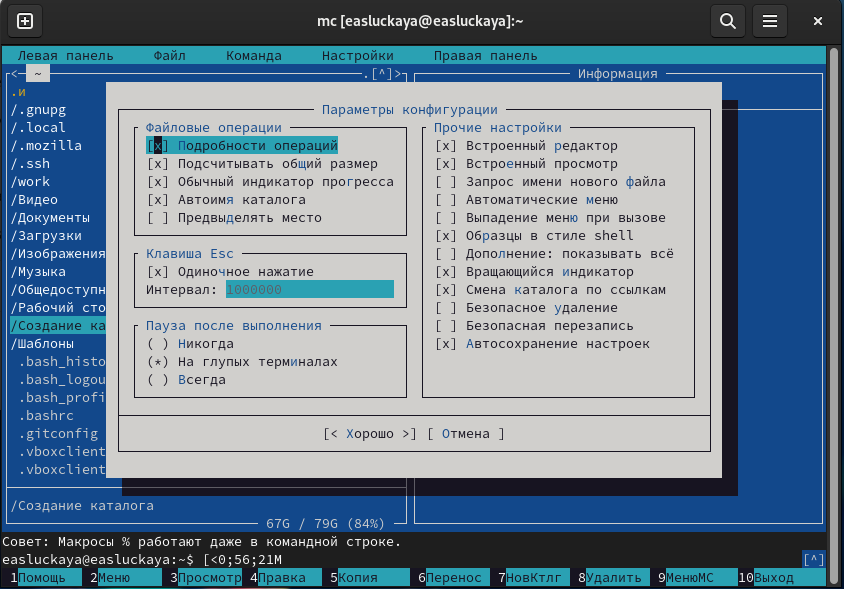 mc [easluckaya@easluckaya]:~
Левая панель Файл Команда Настройки Правая панель
<─ ~ ─.[^]>
Информация
.и
/.gnupg
/.local
/.mozilla
/.ssh
/work
/Видео
/Документы
/Загрузки
/Изображения
/Музыка
/Общедоступн
/Рабочий сто
/Создание ка
/Шаблоны
.bash_histo
.bash_logou
.bash_profi
.bashrc
.gitconfig
.vboxclient
.vboxclient
Параметры конфигурации
Файловые операции
[x] Подробности операций
[x] Подсчитывать общий размер
[x] Обычный индикатор прогресса
[x] Автоимя каталога
[ ] Предвыделять место
Клавиша Esc
[x] Одиночное нажатие
Интервал: 1000000
Пауза после выполнения
( ) Никогда
(*) На глупых терминалах
( ) Всегда
Прочие настройки
[x] Встроенный редактор
[x] Встроенный просмотр
[ ] Запрос имени нового файла
[ ] Автоматические меню
[ ] Выпадение меню при вызове
[x] Образцы в стиле shell
[ ] Дополнение: показывать всё
[x] Вращающийся индикатор
[x] Смена каталога по ссылкам
[ ] Безопасное удаление
[ ] Безопасная перезапись
[x] Автосохранение настроек
[< Хорошо >] [ Отмена ]
/Создание каталога
67G / 79G (84%)
Совет: Макросы % работают даже в командной строке.
easluckaya@easluckaya:~$ [<0;56;21M [^]
1Помощь 2Меню 3Просмотр 4Правка 5Копия 6Перенос 7НовКтлг 8Удалить 9МенюМС 10Выход